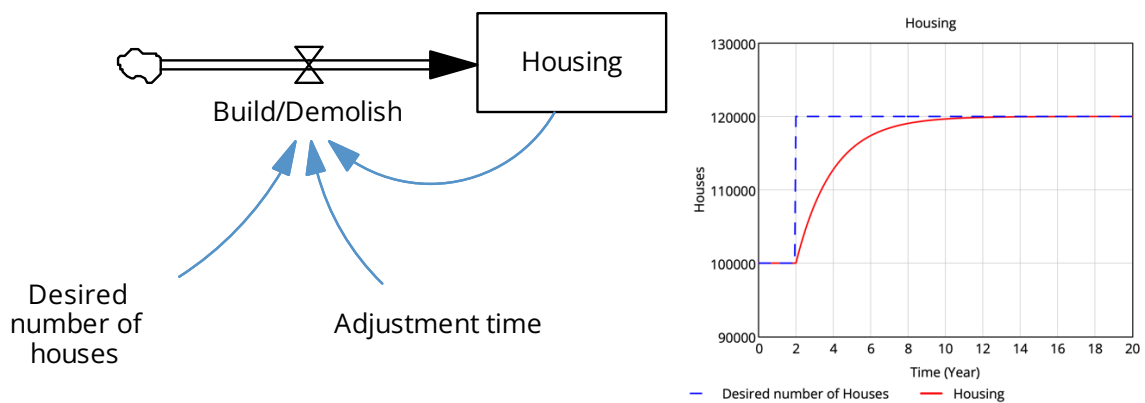 Housing
Build/Demolish
Desired
number of
houses
Adjustment time
Housing
130000
120000
110000
100000
90000
Houses
0 2 4 6 8 10 12 14 16 18 20
Time (Year)
Desired number of Houses Housing